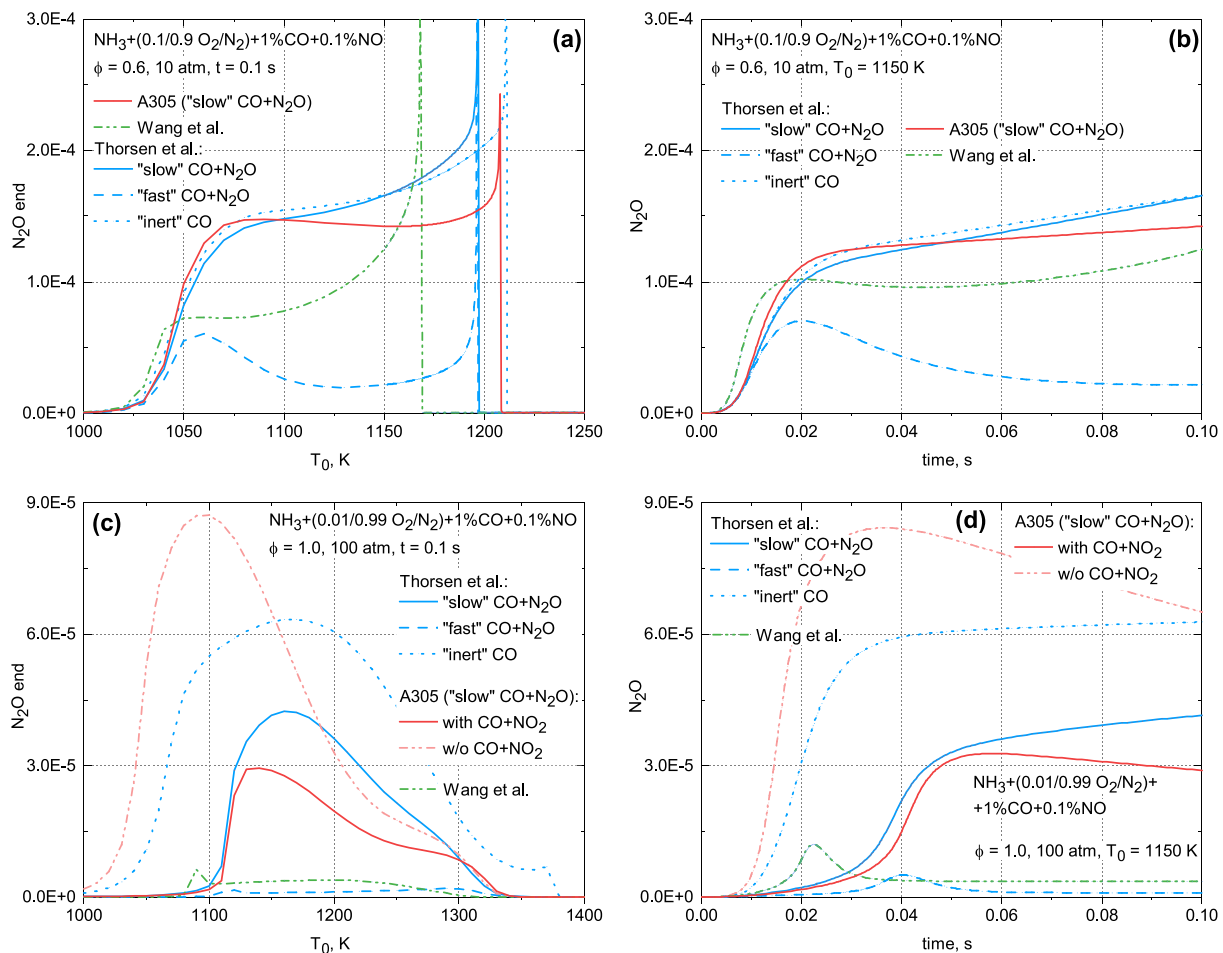 3.0E-4
2.0E-4
1.0E-4
0.0E+0
N2O end
NH3+(0.1/0.9 O2/N2)+1%CO+0.1%NO
(a)
ϕ = 0.6, 10 atm, t = 0.1 s
A305 ("slow" CO+N2O)
Wang et al.
Thorsen et al.:
"slow" CO+N2O
"fast" CO+N2O
"inert" CO
1000 1050 1100 1150 1200 1250
T0, K
3.0E-4
2.0E-4
1.0E-4
0.0E+0
N2O
NH3+(0.1/0.9 O2/N2)+1%CO+0.1%NO
(b)
ϕ = 0.6, 10 atm, T0 = 1150 K
Thorsen et al.:
"slow" CO+N2O
"fast" CO+N2O
"inert" CO
A305 ("slow" CO+N2O)
Wang et al.
0.00 0.02 0.04 0.06 0.08 0.10
time, s
9.0E-5
6.0E-5
3.0E-5
0.0E+0
N2O end
(c)
NH3+(0.01/0.99 O2/N2)+1%CO+0.1%NO
ϕ = 1.0, 100 atm, t = 0.1 s
Thorsen et al.:
"slow" CO+N2O
"fast" CO+N2O
"inert" CO
A305 ("slow" CO+N2O):
with CO+NO2
w/o CO+NO2
Wang et al.
1000 1100 1200 1300 1400
T0, K
9.0E-5
6.0E-5
3.0E-5
0.0E+0
N2O
Thorsen et al.:
"slow" CO+N2O
"fast" CO+N2O
"inert" CO
Wang et al.
(d)
A305 ("slow" CO+N2O):
with CO+NO2
w/o CO+NO2
NH3+(0.01/0.99 O2/N2)+
+1%CO+0.1%NO
ϕ = 1.0, 100 atm, T0 = 1150 K
0.00 0.02 0.04 0.06 0.08 0.10
time, s